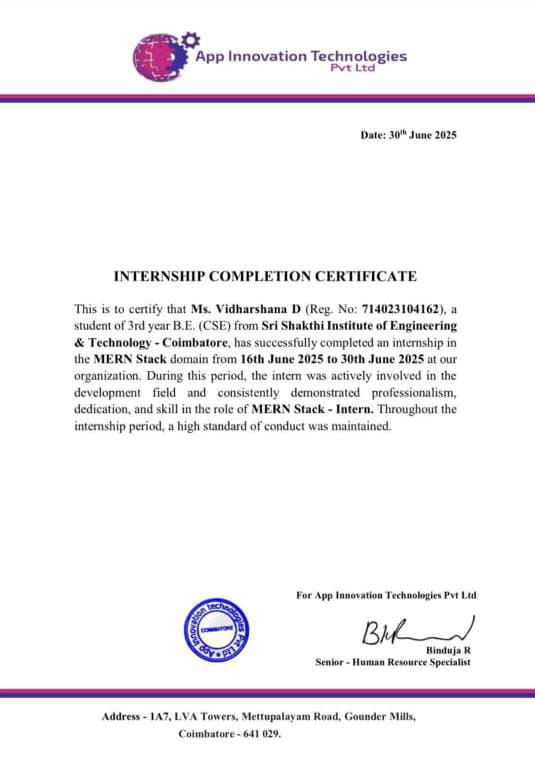 App Innovation Technologies
Pvt Ltd
Date: 30th June 2025
INTERNSHIP COMPLETION CERTIFICATE
This is to certify that Ms. Vidharshana D (Reg. No: 714023104162), a
student of 3rd year B.E. (CSE) from Sri Shakthi Institute of Engineering
& Technology - Coimbatore, has successfully completed an internship in
the MERN Stack domain from 16th June 2025 to 30th June 2025 at our
organization. During this period, the intern was actively involved in the
development field and consistently demonstrated professionalism,
dedication, and skill in the role of MERN Stack - Intern. Throughout the
internship period, a high standard of conduct was maintained.
For App Innovation Technologies Pvt Ltd
App Innovation technologies Pvt Ltd
COIMBATORE
Binduja R
Senior - Human Resource Specialist
Address - 1A7, LVA Towers, Mettupalayam Road, Gounder Mills,
Coimbatore - 641 029.